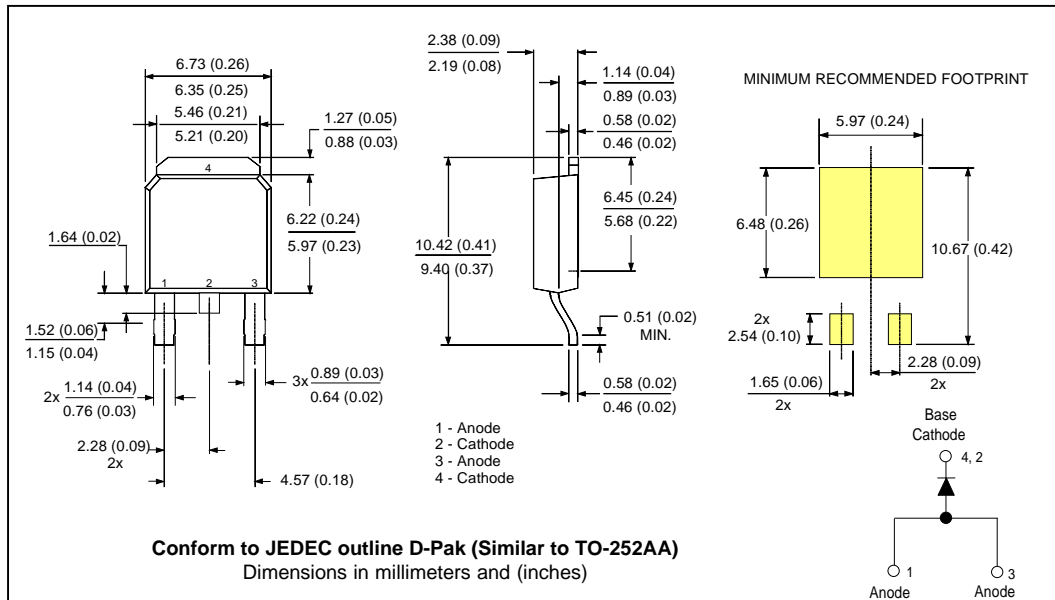 6.73 (0.26)
6.35 (0.25)
5.46 (0.21)
5.21 (0.20)
1.27 (0.05)
0.88 (0.03)
4
6.22 (0.24)
5.97 (0.23)
1.64 (0.02)
1 2 3
1.52 (0.06)
1.15 (0.04)
2x 1.14 (0.04)
0.76 (0.03)
3x 0.89 (0.03)
0.64 (0.02)
2.28 (0.09)
2x
4.57 (0.18)
2.38 (0.09)
2.19 (0.08)
1.14 (0.04)
0.89 (0.03)
0.58 (0.02)
0.46 (0.02)
6.45 (0.24)
5.68 (0.22)
10.42 (0.41)
9.40 (0.37)
0.51 (0.02)
MIN.
0.58 (0.02)
0.46 (0.02)
1 - Anode
2 - Cathode
3 - Anode
4 - Cathode
MINIMUM RECOMMENDED FOOTPRINT
5.97 (0.24)
6.48 (0.26)
10.67 (0.42)
2x
2.54 (0.10)
2.28 (0.09)
2x
1.65 (0.06)
2x
Base
Cathode
4, 2
1
Anode
3
Anode
Conform to JEDEC outline D-Pak (Similar to TO-252AA)
Dimensions in millimeters and (inches)